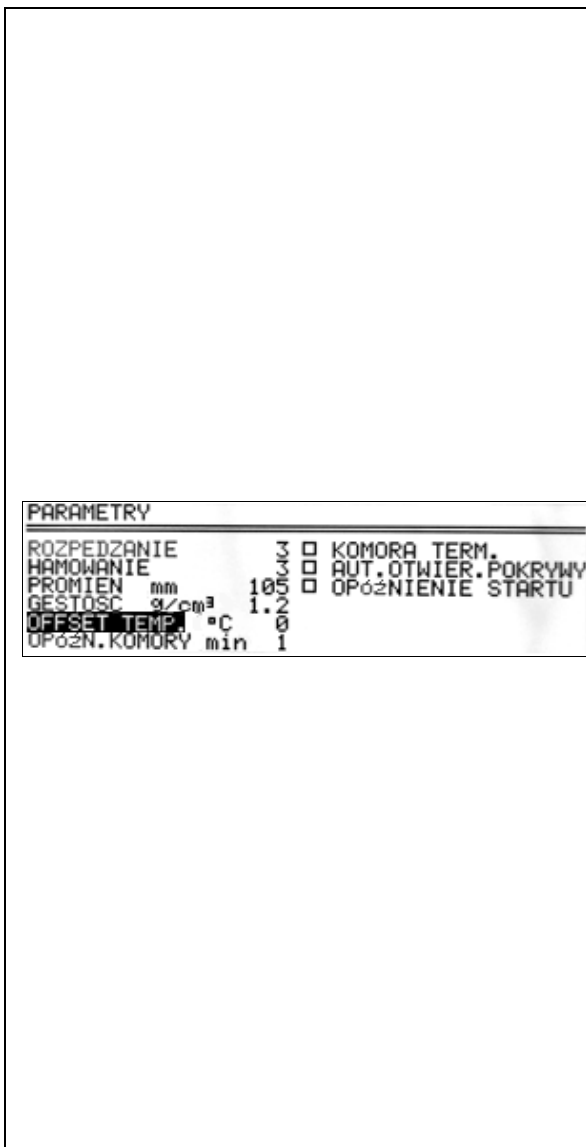 PARAMETRY
ROZPEDZANIE 3 □ KOMORA TERM.
HAMOWANIE 3 □ AUT.OTWIER.POKRYWY
PROMIEN mm 105 □ OPóźNIENIE STARTU
GESTOSC g/cm³ 1.2
OFFSET TEMP. °C 0
OPóźN.KOMORY min 1